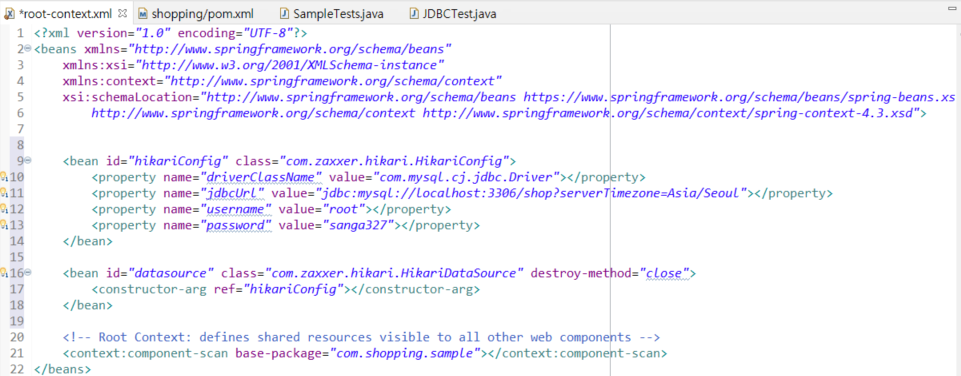 *root-context.xml shopping/pom.xml SampleTests.java JDBCTest.java
1 <?xml version="1.0" encoding="UTF-8"?>
2 <beans xmlns="http://www.springframework.org/schema/beans"
3 xmlns:xsi="http://www.w3.org/2001/XMLSchema-instance"
4 xmlns:context="http://www.springframework.org/schema/context"
5 xsi:schemaLocation="http://www.springframework.org/schema/beans https://www.springframework.org/schema/beans/spring-beans.xs
6 http://www.springframework.org/schema/context http://www.springframework.org/schema/context/spring-context-4.3.xsd">
7
8
9 <bean id="hikariConfig" class="com.zaxxer.hikari.HikariConfig">
10 <property name="driverClassName" value="com.mysql.cj.jdbc.Driver"></property>
11 <property name="jdbcUrl" value="jdbc:mysql://localhost:3306/shop?serverTimezone=Asia/Seoul"></property>
12 <property name="username" value="root"></property>
13 <property name="password" value="sanga327"></property>
14 </bean>
15
16 <bean id="datasource" class="com.zaxxer.hikari.HikariDataSource" destroy-method="close">
17 <constructor-arg ref="hikariConfig"></constructor-arg>
18 </bean>
19
20 <!-- Root Context: defines shared resources visible to all other web components -->
21 <context:component-scan base-package="com.shopping.sample"></context:component-scan>
22 </beans>